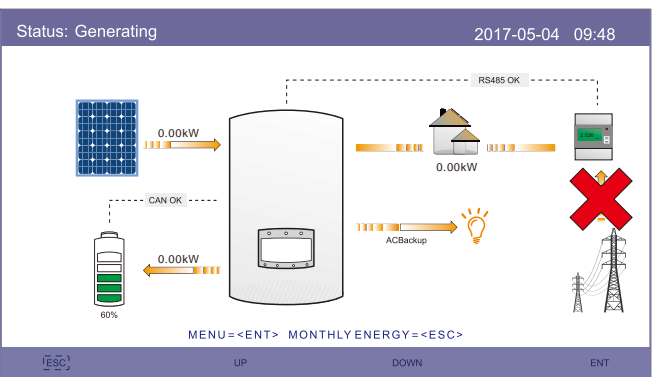 Status: Generating
2017-05-04 09:48
RS485 OK
0.00kW
0.00kW
CAN OK
ACBackup
0.00kW
60%
MENU=<ENT> MONTHLY ENERGY=<ESC>
ESC UP DOWN ENT